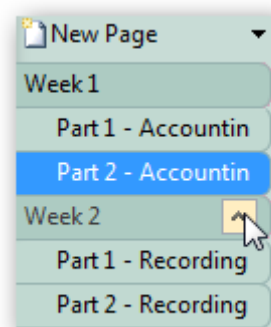 New Page
Week 1
Part 1 - Accountin
Part 2 - Accountin
Week 2
Part 1 - Recording
Part 2 - Recording